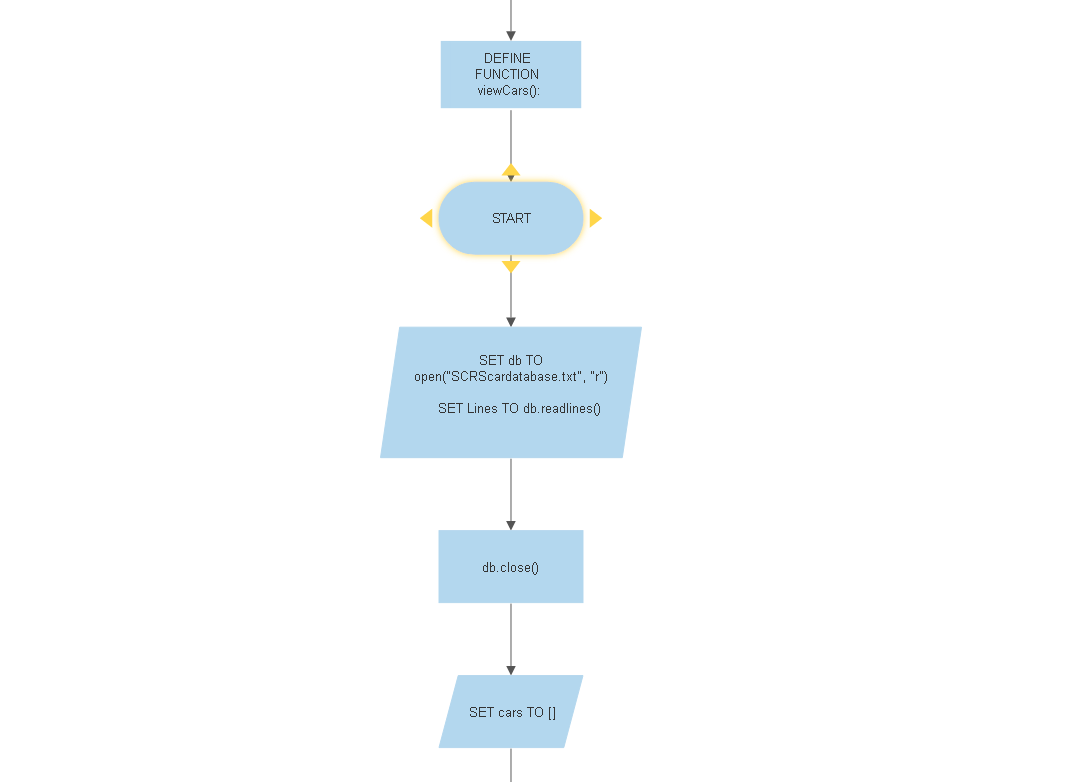 DEFINE
FUNCTION
viewCars():
START
SET db TO
open("SCRScardatabase.txt", "r")
SET Lines TO db.readlines()
db.close()
SET cars TO []